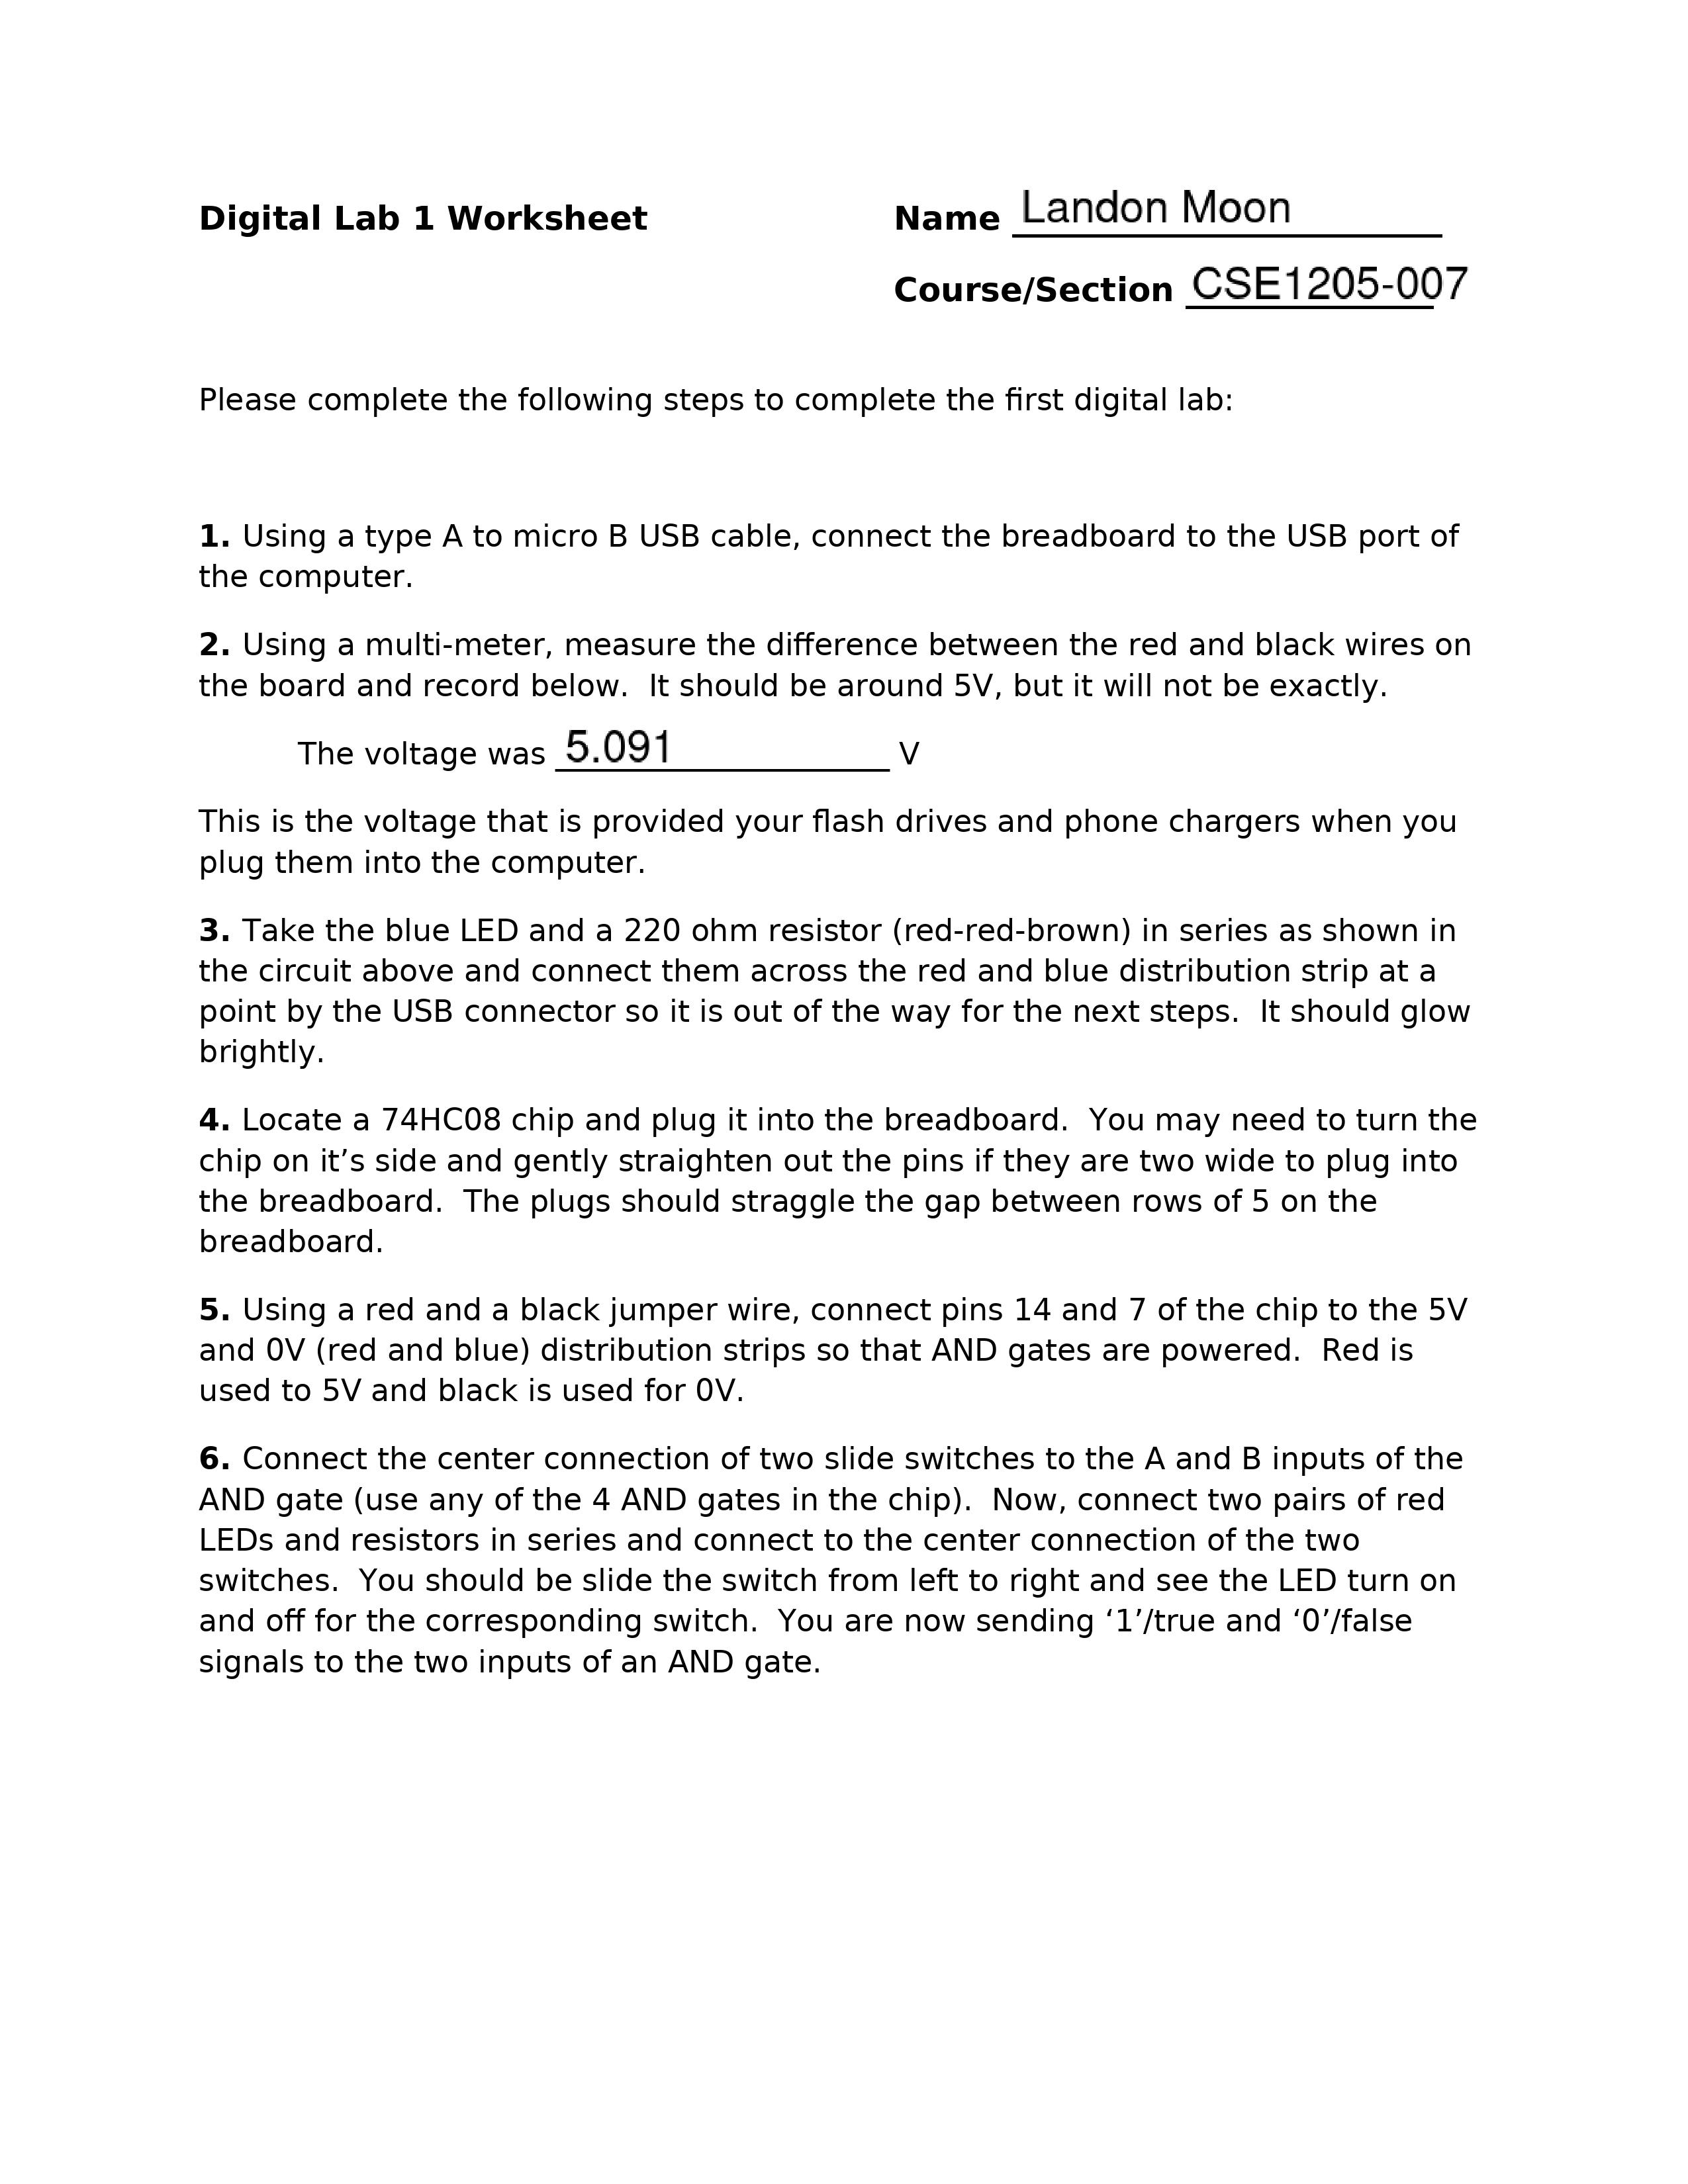 Digital Lab 1 Worksheet Name Landon Moon
Course/Section CSE1205-007
Please complete the following steps to complete the first digital lab:
1. Using a type A to micro B USB cable, connect the breadboard to the USB port of
the computer.
2. Using a multi-meter, measure the difference between the red and black wires on
the board and record below.  It should be around 5V, but it will not be exactly.
The voltage was 5.091 V
This is the voltage that is provided your flash drives and phone chargers when you
plug them into the computer.
3. Take the blue LED and a 220 ohm resistor (red-red-brown) in series as shown in
the circuit above and connect them across the red and blue distribution strip at a
point by the USB connector so it is out of the way for the next steps.  It should glow
brightly.
4. Locate a 74HC08 chip and plug it into the breadboard.  You may need to turn the
chip on it’s side and gently straighten out the pins if they are two wide to plug into
the breadboard.  The plugs should straggle the gap between rows of 5 on the
breadboard.
5. Using a red and a black jumper wire, connect pins 14 and 7 of the chip to the 5V
and 0V (red and blue) distribution strips so that AND gates are powered.  Red is
used to 5V and black is used for 0V.
6. Connect the center connection of two slide switches to the A and B inputs of the
AND gate (use any of the 4 AND gates in the chip).  Now, connect two pairs of red
LEDs and resistors in series and connect to the center connection of the two
switches.  You should be slide the switch from left to right and see the LED turn on
and off for the corresponding switch.  You are now sending ‘1’/true and ‘0’/false
signals to the two inputs of an AND gate.